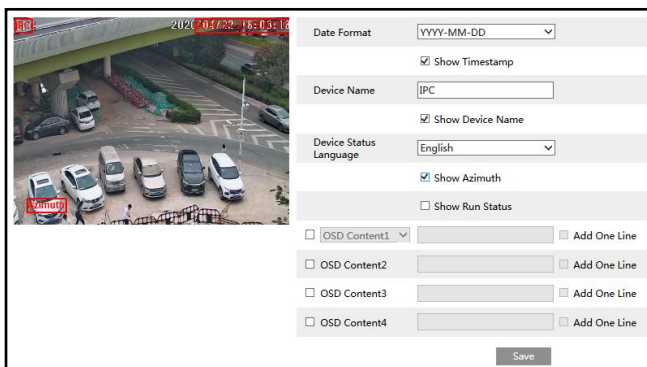 IPC
Date Format YYYY-MM-DD
Show Timestamp
Device Name IPC
Show Device Name
Device Status Language English
Show Azimuth
Azimuth
Show Run Status
OSD Content1 Add One Line
OSD Content2 Add One Line
OSD Content3 Add One Line
OSD Content4 Add One Line
Save